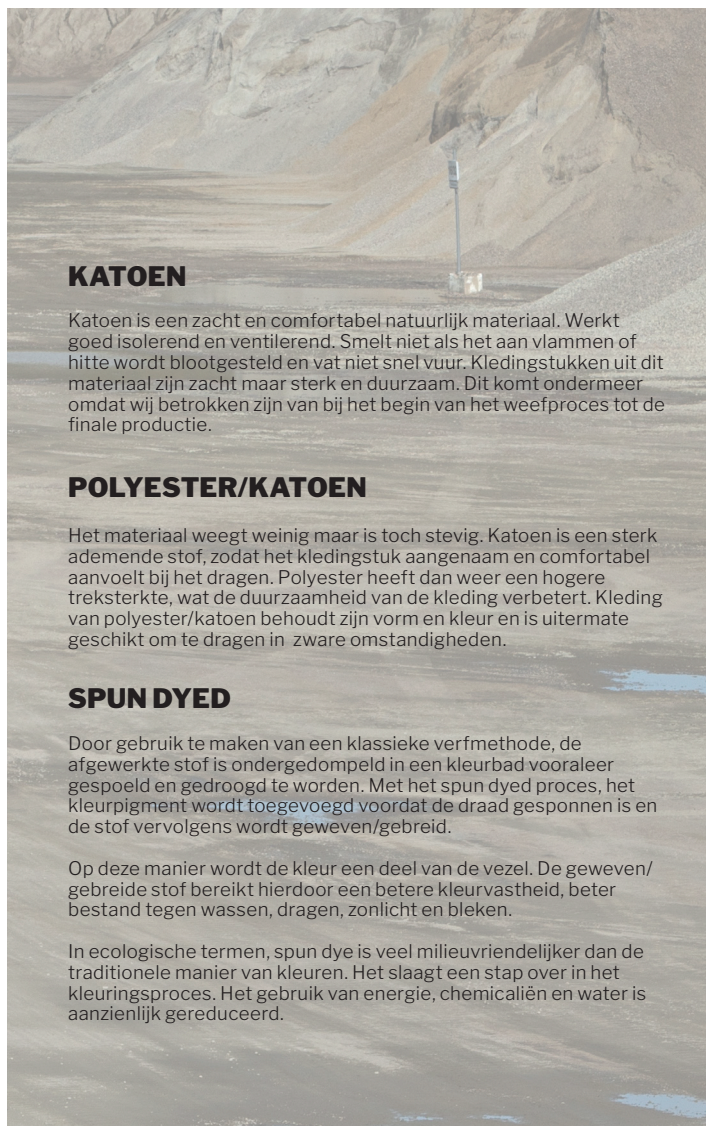 KATOEN
Katoen is een zacht en comfortabel natuurlijk materiaal. Werkt
goed isolerend en ventilerend. Smelt niet als het aan vlammen of
hitte wordt blootgesteld en vat niet snel vuur. Kledingstukken uit dit
materiaal zijn zacht maar sterk en duurzaam. Dit komt ondermeer
omdat wij betrokken zijn van bij het begin van het weefproces tot de
finale productie.
POLYESTER/KATOEN
Het materiaal weegt weinig maar is toch stevig. Katoen is een sterk
ademende stof, zodat het kledingstuk aangenaam en comfortabel
aanvoelt bij het dragen. Polyester heeft dan weer een hogere
treksterkte, wat de duurzaamheid van de kleding verbetert. Kleding
van polyester/katoen behoudt zijn vorm en kleur en is uitermate
geschikt om te dragen in  zware omstandigheden.
SPUN DYED
Door gebruik te maken van een klassieke verfmethode, de
afgewerkte stof is ondergedompeld in een kleurbad vooraleer
gespoeld en gedroogd te worden. Met het spun dyed proces, het
kleurpigment wordt toegevoegd voordat de draad gesponnen is en
de stof vervolgens wordt geweven/gebreid.
Op deze manier wordt de kleur een deel van de vezel. De geweven/
gebreide stof bereikt hierdoor een betere kleurvastheid, beter
bestand tegen wassen, dragen, zonlicht en bleken.
In ecologische termen, spun dye is veel milieuvriendelijker dan de
traditionele manier van kleuren. Het slaagt een stap over in het
kleuringsproces. Het gebruik van energie, chemicaliën en water is
aanzienlijk gereduceerd.